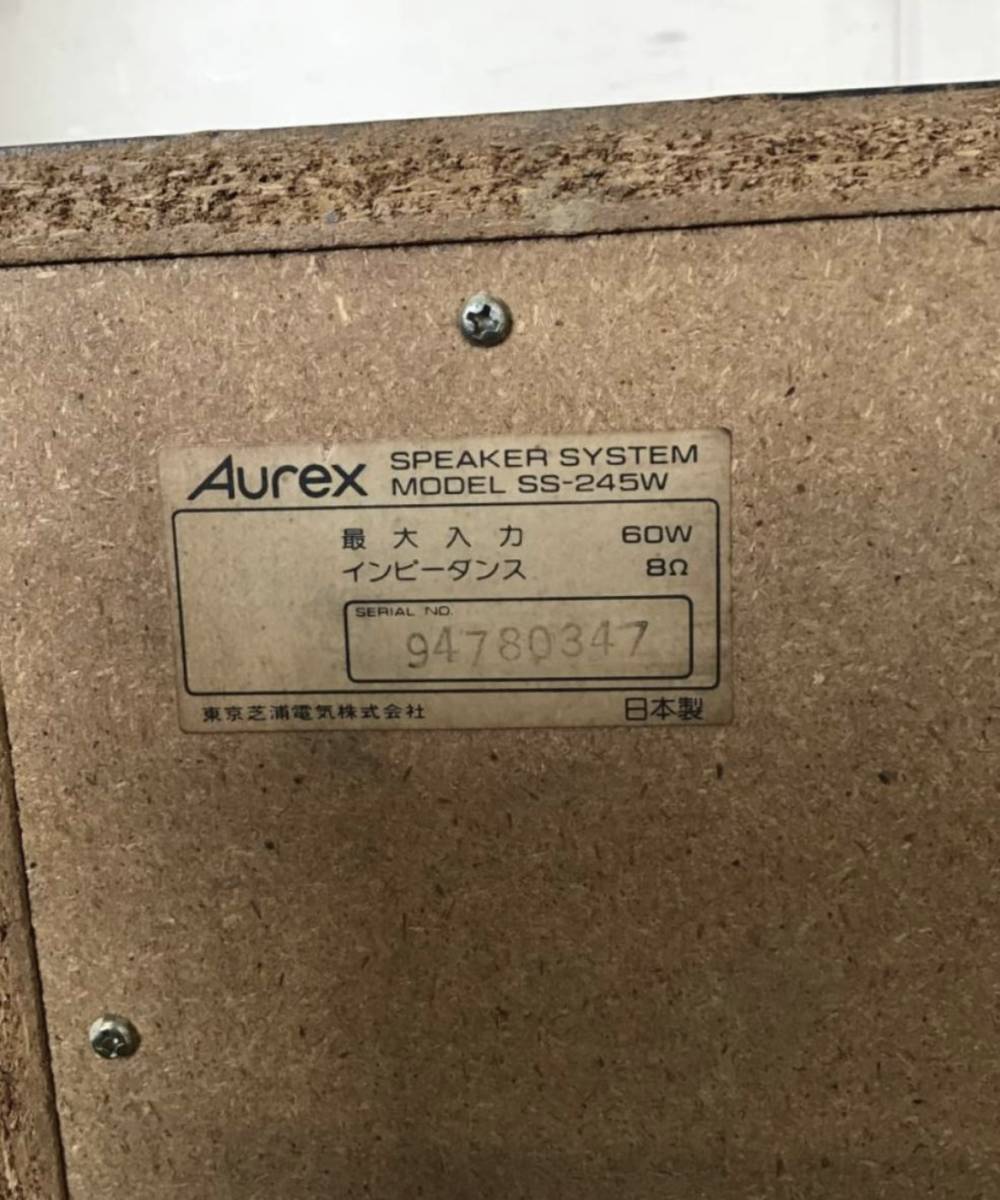 Aurex SPEAKER SYSTEM
MODEL SS-245W
最大入力 60W
インピーダンス 8Ω
SERIAL NO.
94780347
東京芝浦電気株式会社 日本製